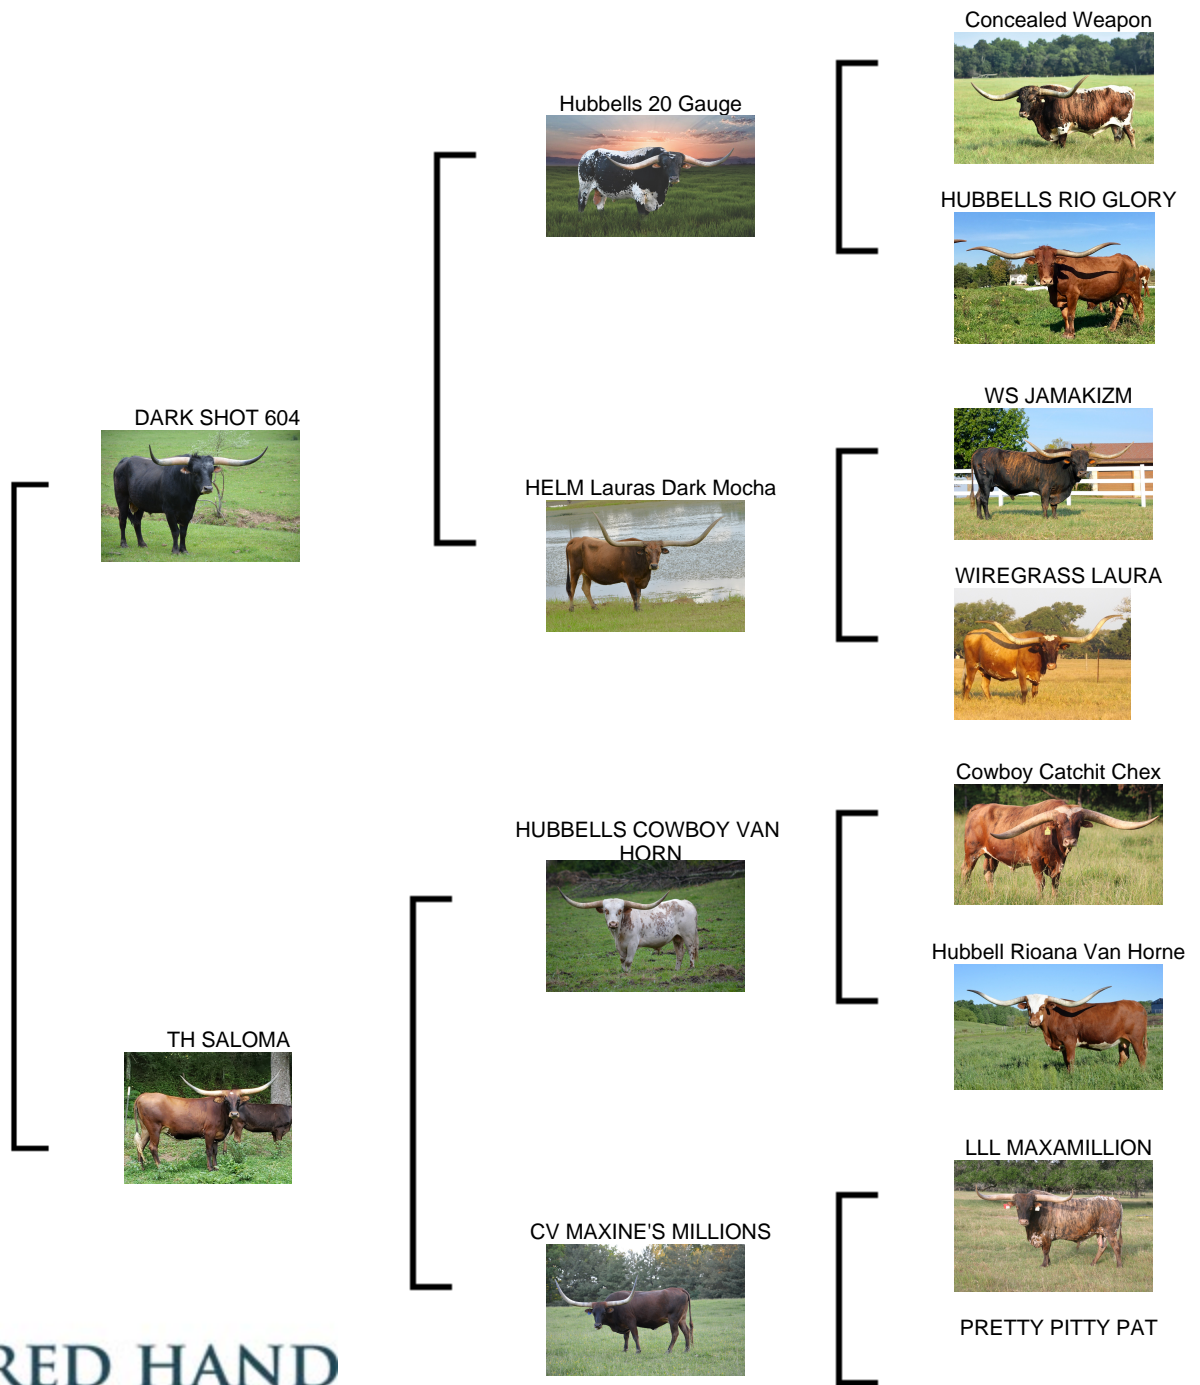 Concealed Weapon
Hubbells 20 Gauge
HUBBELLS RIO GLORY
WS JAMAKIZM
DARK SHOT 604
HELM Lauras Dark Mocha
WIREGRASS LAURA
Cowboy Catchit Chex
HUBBELLS COWBOY VAN
HORN
Hubbell Rioana Van Horne
TH SALOMA
LLL MAXAMILLION
CV MAXINE'S MILLIONS
PRETTY PITTY PAT
RED HAND